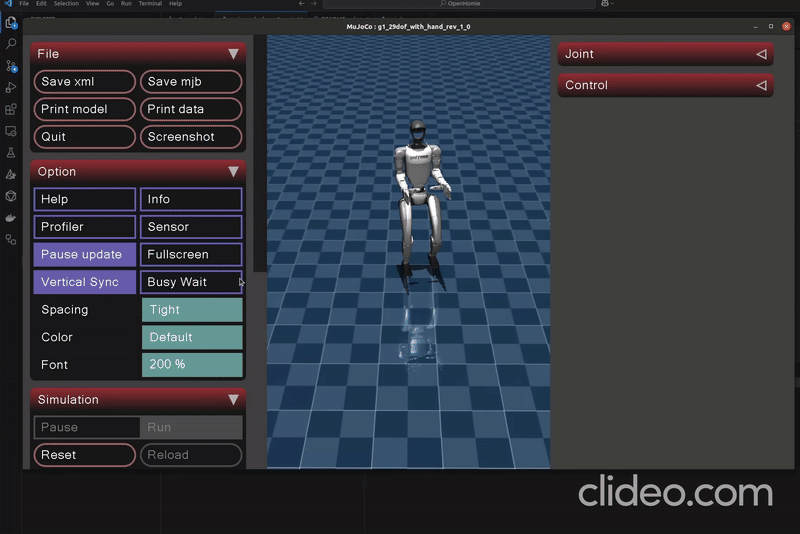 File Edit Selection View Go Run Terminal Help
OpenHomie
MuJoCo : g1_29dof_with_hand_rev_1_0
File
Save xml
Save mjb
Print model
Print data
Quit
Screenshot
Option
Help
Info
Profiler
Sensor
Pause update
Fullscreen
Vertical Sync
Busy Wait
Spacing
Tight
Color
Default
Font
200 %
Simulation
Pause
Run
Reset
Reload
Joint
Control
clideo.com